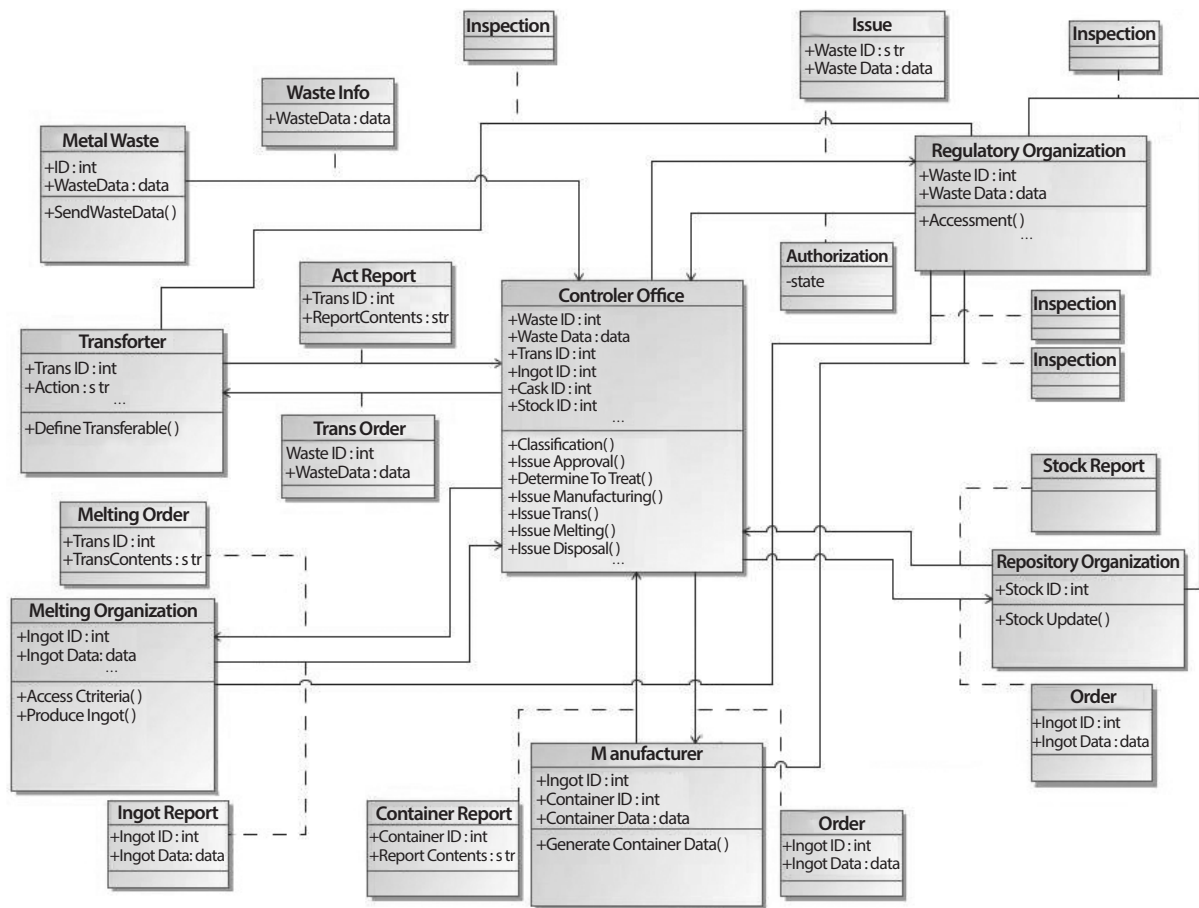 Inspection
Issue
+Waste ID : s tr
+Waste Data : data
Inspection
Waste Info
+WasteData : data
Metal Waste
+ID : int
+WasteData : data
+SendWasteData( )
Regulatory Organization
+Waste ID : int
+Waste Data : data
+Accessment( )
...
Authorization
-state
Act Report
+Trans ID : int
+ReportContents : str
Controler Office
+Waste ID : int
+Waste Data : data
+Trans ID : int
+Ingot ID : int
+Cask ID : int
+Stock ID : int
...
+Classification( )
+Issue Approval( )
+Determine To Treat( )
+Issue Manufacturing( )
+Issue Trans( )
+Issue Melting( )
+Issue Disposal( )
...
Inspection
Inspection
Transforter
+Trans ID : int
+Action : s tr
...
+Define Transferable( )
Trans Order
Waste ID : int
+WasteData : data
Stock Report
Melting Order
+Trans ID : int
+TransContents : s tr
Repository Organization
+Stock ID : int
+Stock Update( )
Melting Organization
+Ingot ID : int
+Ingot Data: data
...
+Access Ctriteria( )
+Produce Ingot( )
Order
+Ingot ID : int
+Ingot Data : data
M anufacturer
+Ingot ID : int
+Container ID : int
+Container Data : data
+Generate Container Data( )
Ingot Report
+Ingot ID : int
+Ingot Data: data
Container Report
+Container ID : int
+Report Contents : s tr
Order
+Ingot ID : int
+Ingot Data : data